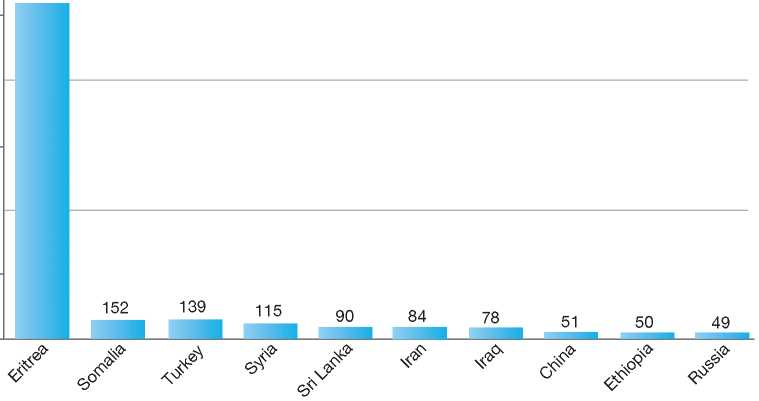 152
139
115
90
84
78
51
50
49
Eritrea
Somalia
Turkey
Syria
Sri Lanka
Iran
Iraq
China
Ethiopia
Russia